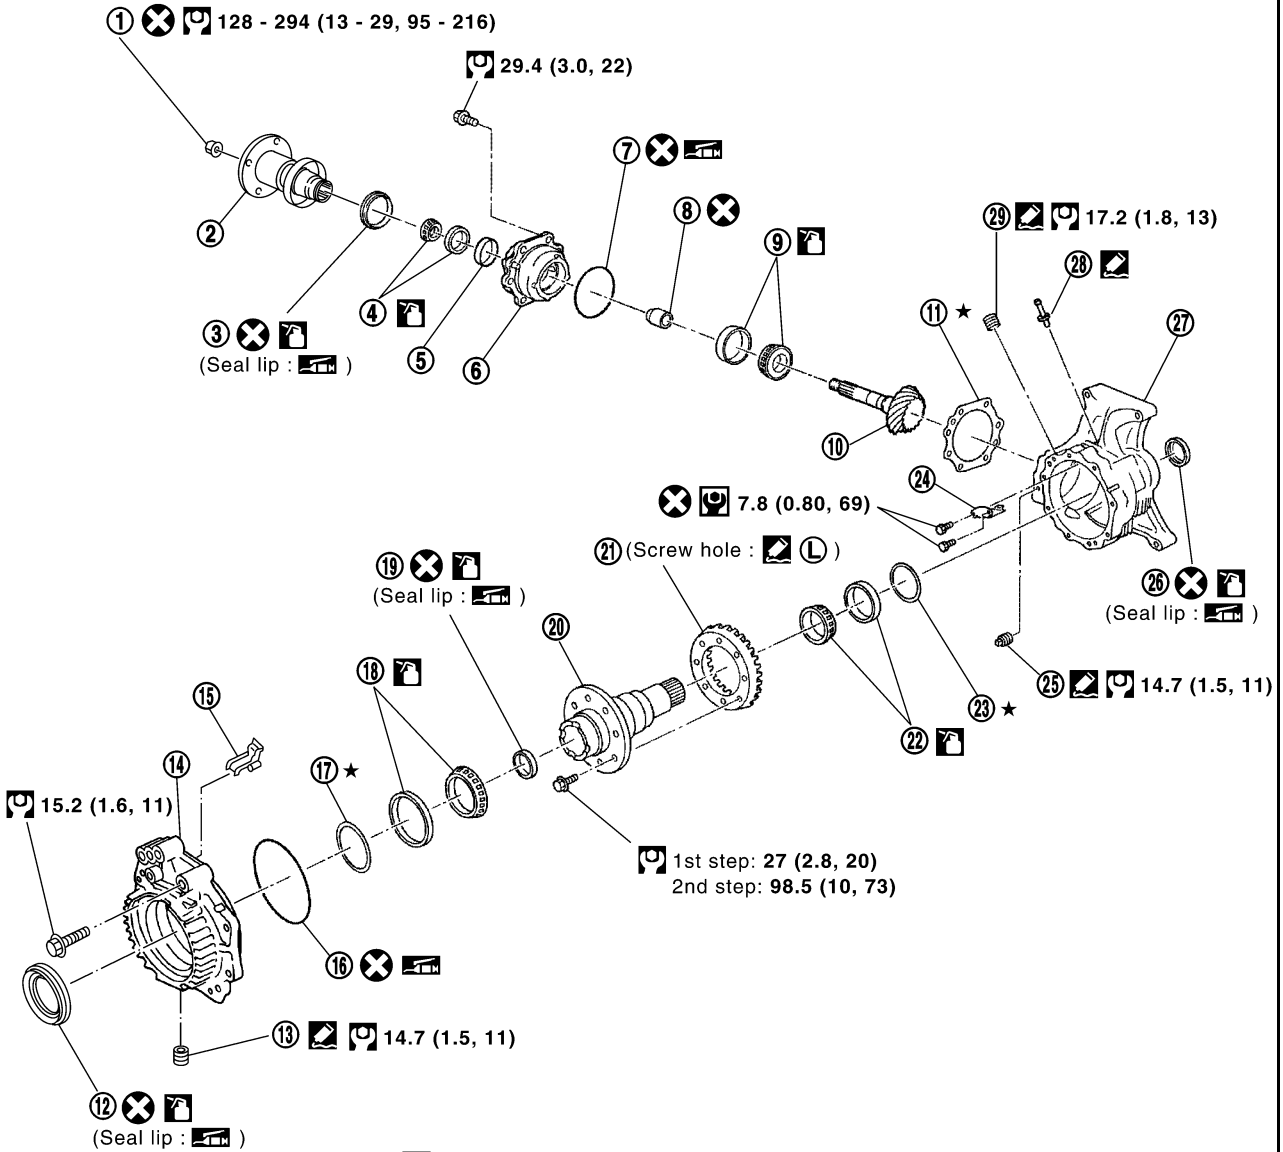 1 128 - 294 (13 - 29, 95 - 216)
29.4 (3.0, 22)
7
8
2
9
29 17.2 (1.8, 13)
28
11 ★
27
3
(Seal lip : )
4
5
6
10
24
7.8 (0.80, 69)
21 (Screw hole : L )
19
(Seal lip : )
26
(Seal lip : )
20
18
25 14.7 (1.5, 11)
23 ★
22
15
14
17 ★
15.2 (1.6, 11)
1st step: 27 (2.8, 20)
2nd step: 98.5 (10, 73)
16
13 14.7 (1.5, 11)
12
(Seal lip : )